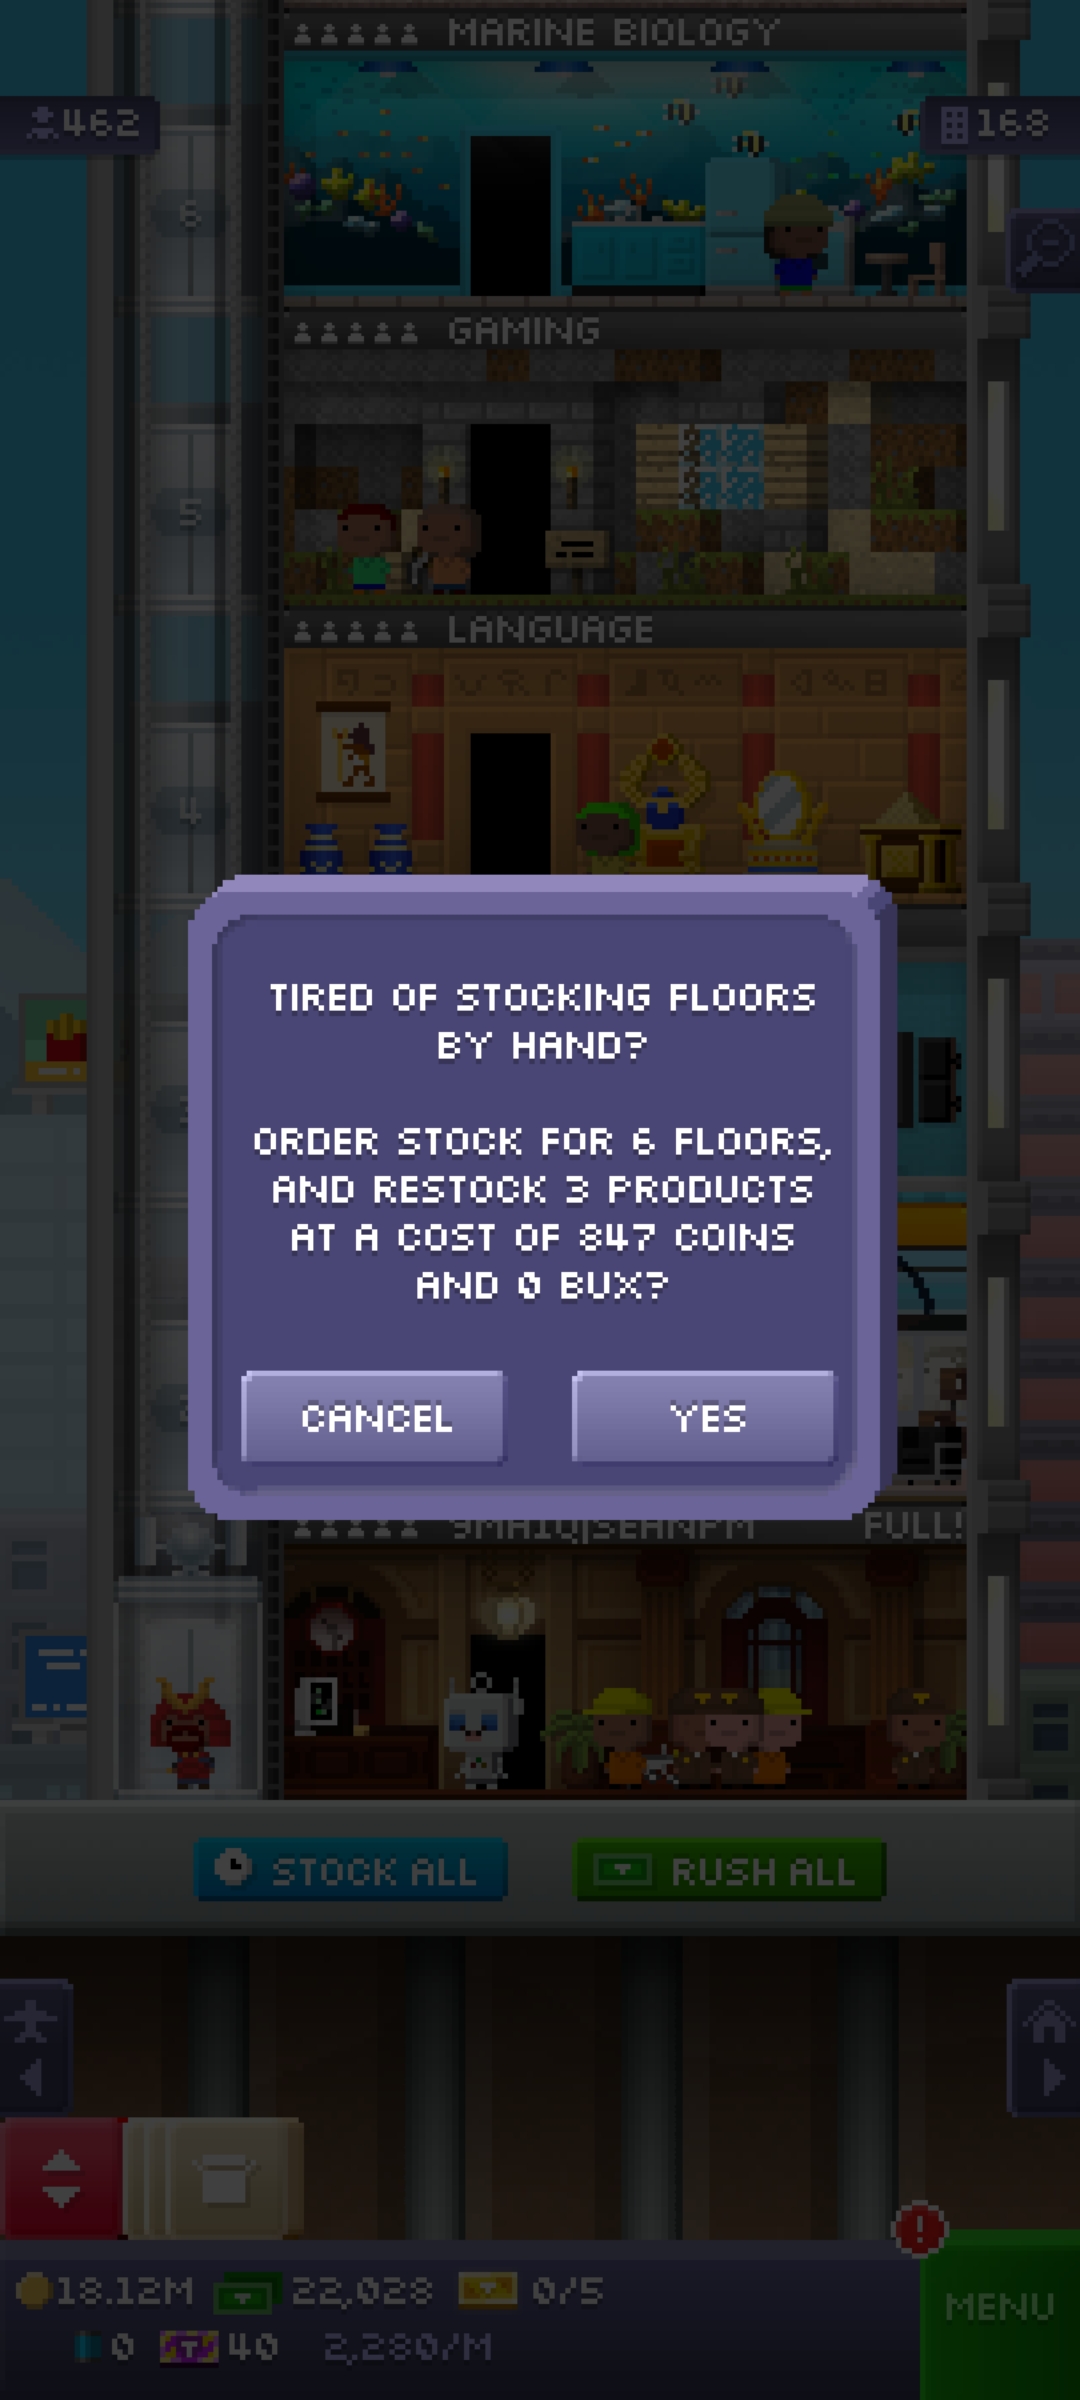 MARINE BIOLOGY
462
168
6
GAMING
5
LANGUAGE
4
TIRED OF STOCKING FLOORS
BY HAND?
ORDER STOCK FOR 6 FLOORS,
AND RESTOCK 3 PRODUCTS
AT A COST OF 847 COINS
AND 0 BUX?
CANCEL
YES
FULL!
STOCK ALL
RUSH ALL
18.12M
22,028
0/5
0
40
2,280/M
MENU